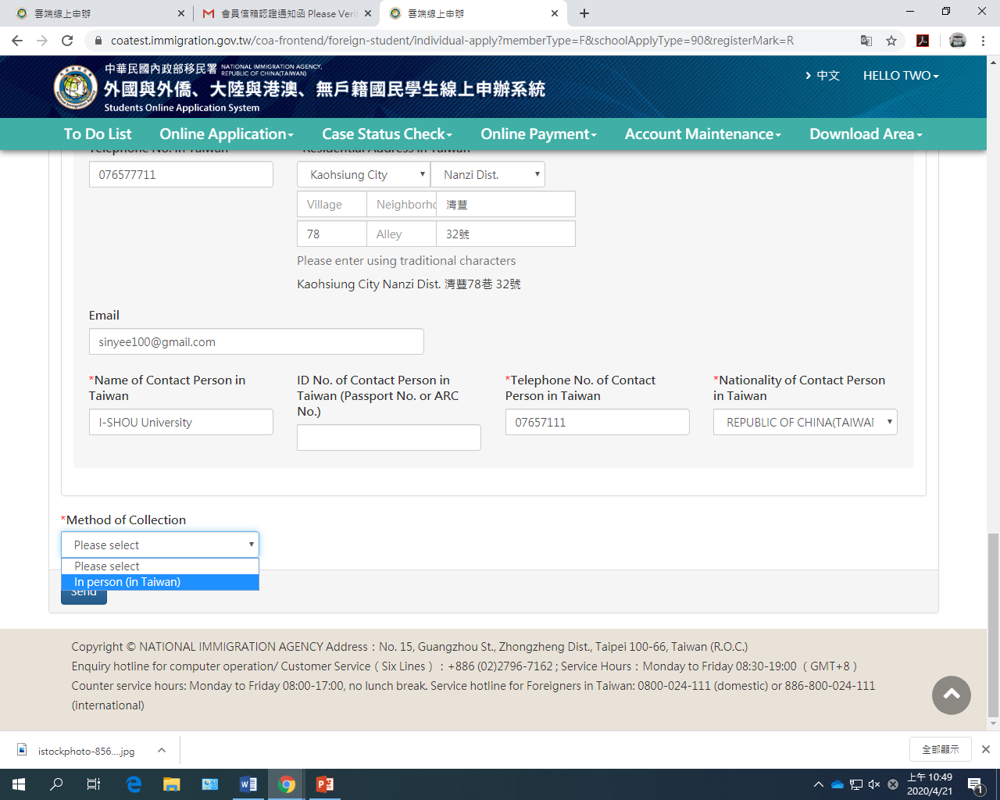 雲端線上申辦
會員信箱認證通知函 Please Veri
雲端線上申辦
coatest.immigration.gov.tw/coa-frontend/foreign-student/individual-apply?memberType=F&schoolApplyType=90&registerMark=R
中華民國內政部移民署 NATIONAL IMMIGRATION AGENCY, REPUBLIC OF CHINA(TAIWAN)
外國與外僑、大陸與港澳、無戶籍國民學生線上申辦系統
Students Online Application System
中文 HELLO TWO
To Do List Online Application Case Status Check Online Payment Account Maintenance Download Area
Telephone No. in Taiwan
Residential Address in Taiwan
076577711
Kaohsiung City Nanzi Dist.
Village Neighborho 清豐
78 Alley 32號
Please enter using traditional characters
Kaohsiung City Nanzi Dist. 清豐78巷 32號
Email
sinyee100@gmail.com
*Name of Contact Person in Taiwan
I-SHOU University
ID No. of Contact Person in Taiwan (Passport No. or ARC No.)
*Telephone No. of Contact Person in Taiwan
07657111
*Nationality of Contact Person in Taiwan
REPUBLIC OF CHINA(TAIWAN
*Method of Collection
Please select
Please select
In person (in Taiwan)
Send
Copyright © NATIONAL IMMIGRATION AGENCY Address：No. 15, Guangzhou St., Zhongzheng Dist., Taipei 100-66, Taiwan (R.O.C.)
Enquiry hotline for computer operation/ Customer Service（Six Lines）：+886 (02)2796-7162 ; Service Hours：Monday to Friday 08:30-19:00（GMT+8）
Counter service hours: Monday to Friday 08:00-17:00, no lunch break. Service hotline for Foreigners in Taiwan: 0800-024-111 (domestic) or 886-800-024-111
(international)
istockphoto-856....jpg
全部顯示
上午 10:49
2020/4/21
1